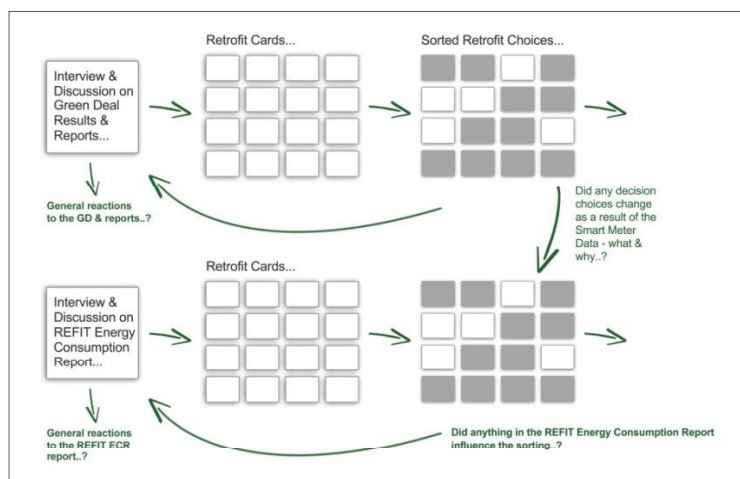 Retrofit Cards...
Sorted Retrofit Choices...
Interview &
Discussion on
Green Deal
Results &
Reports...
General reactions
to the GD & reports..?
Did any decision
choices change
as a result of the
Smart Meter
Data - what &
why..?
Retrofit Cards...
Interview &
Discussion on
REFIT Energy
Consumption
Report...
General reactions
to the REFIT ECR
report..?
Did anything in the REFIT Energy Consumption Report
influence the sorting..?